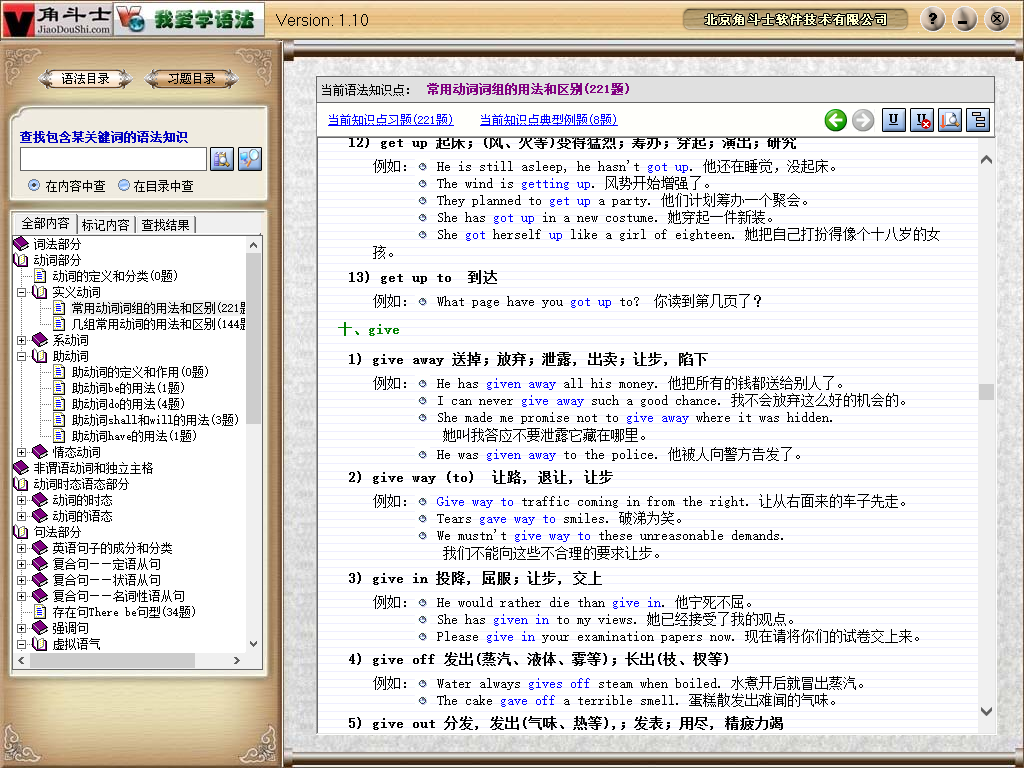 角斗士
JiaoDouShi.com
我爱学语法
Version: 1.10
北京角斗士软件技术有限公司
语法目录
习题目录
查找包含某关键词的语法知识
在内容中查
在目录中查
全部内容
标记内容
查找结果
词法部分
动词部分
动词的定义和分类(0题)
实义动词
常用动词词组的用法和区别(221题
几组常用动词的用法和区别(144题
系动词
助动词
助动词的定义和作用(0题)
助动词be的用法(1题)
助动词do的用法(4题)
助动词shall和will的用法(3题)
助动词have的用法(1题)
情态动词
非谓语动词和独立主格
动词时态语态部分
动词的时态
动词的语态
句法部分
英语句子的成分和分类
复合句——定语从句
复合句——状语从句
复合句——名词性语从句
存在句There be句型(34题)
强调句
虚拟语气
当前语法知识点： 常用动词词组的用法和区别(221题)
当前知识点习题(221题)
当前知识点典型例题(8题)
12) get up 起床；(风、火等)变得猛烈；筹办；穿起；演出；研究
例如： He is still asleep, he hasn't got up. 他还在睡觉，没起床。
The wind is getting up. 风势开始增强了。
They planned to get up a party. 他们计划筹办一个聚会。
She has got up in a new costume. 她穿起一件新装。
She got herself up like a girl of eighteen. 她把自己打扮得像个十八岁的女
孩。
13) get up to 到达
例如： What page have you got up to? 你读到第几页了？
十、give
1) give away 送掉；放弃；泄露，出卖；让步，陷下
例如： He has given away all his money. 他把所有的钱都送给别人了。
I can never give away such a good chance. 我不会放弃这么好的机会的。
She made me promise not to give away where it was hidden.
她叫我答应不要泄露它藏在哪里。
He was given away to the police. 他被人向警方告发了。
2) give way (to) 让路，退让，让步
例如： Give way to traffic coming in from the right. 让从右面来的车子先走。
Tears gave way to smiles. 破涕为笑。
We mustn't give way to these unreasonable demands.
我们不能向这些不合理的要求让步。
3) give in 投降，屈服；让步，交上
例如： He would rather die than give in. 他宁死不屈。
She has given in to my views. 她已经接受了我的观点。
Please give in your examination papers now. 现在请将你们的试卷交上来。
4) give off 发出(蒸汽、液体、雾等)；长出(枝、杈等)
例如： Water always gives off steam when boiled. 水煮开后就冒出蒸汽。
The cake gave off a terrible smell. 蛋糕散发出难闻的气味。
5) give out 分发，发出(气味、热等)，；发表；用尽，精疲力竭